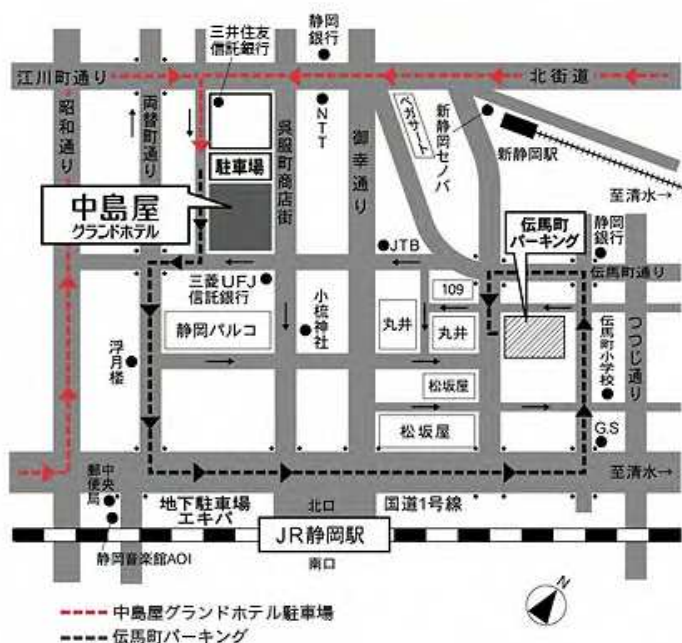 三井住友
信託銀行
静岡
銀行
江川町通り
北街道
昭和通り
両替町通り
呉服町商店街
NTT
御幸通り
ペガサート
新静岡セノバ
新静岡駅
至清水→
駐車場
中島屋
グランドホテル
伝馬町
パーキング
静岡
銀行
JTB
伝馬町通り
三菱UFJ
信託銀行
109
静岡パルコ
小梳神社
丸井
丸井
伝馬町小学校
つつじ通り
浮月楼
松坂屋
松坂屋
G.S
至清水→
中央
郵便局
地下駐車場
エキパ
北口
国道1号線
JR静岡駅
静岡音楽館AOI
南口
N
中島屋グランドホテル駐車場
伝馬町パーキング